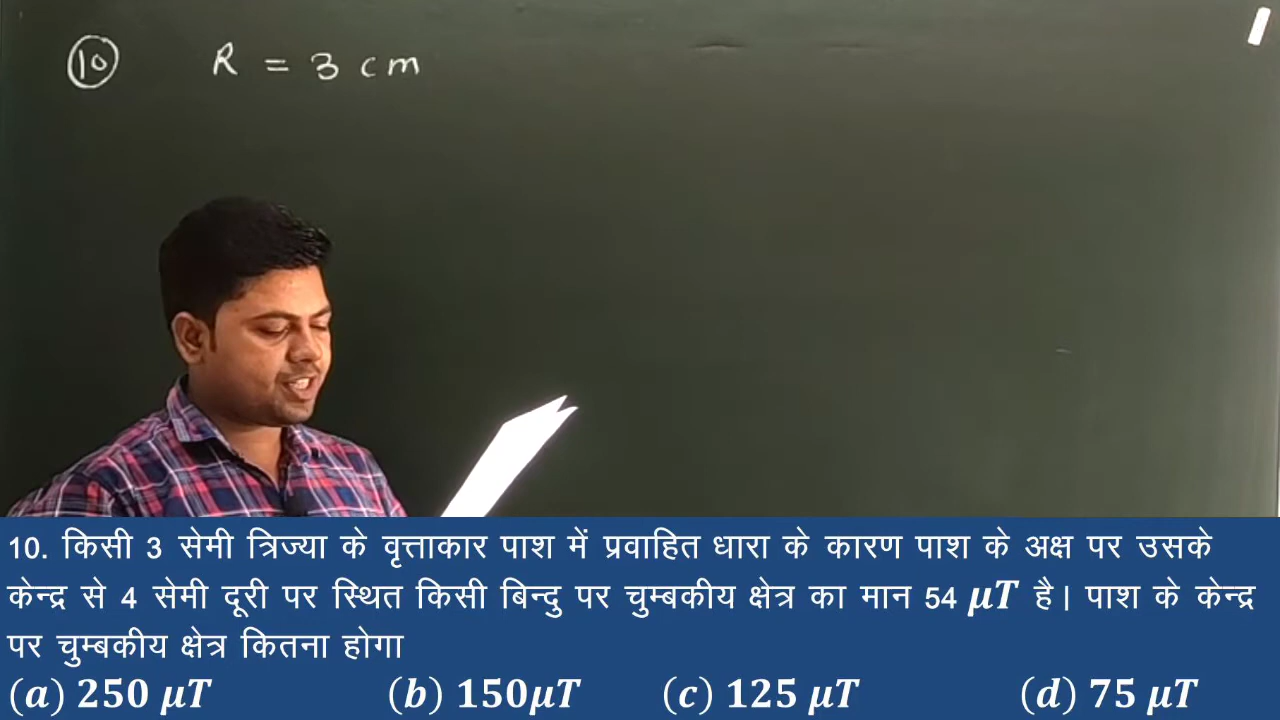 10 R = 3 cm
10. किसी 3 सेमी त्रिज्या के वृत्ताकार पाश में प्रवाहित धारा के कारण पाश के अक्ष पर उसके
केन्द्र से 4 सेमी दूरी पर स्थित किसी बिन्दु पर चुम्बकीय क्षेत्र का मान 54 μT है। पाश के केन्द्र
पर चुम्बकीय क्षेत्र कितना होगा
(a) 250 μT (b) 150μT (c) 125 μT (d) 75 μT